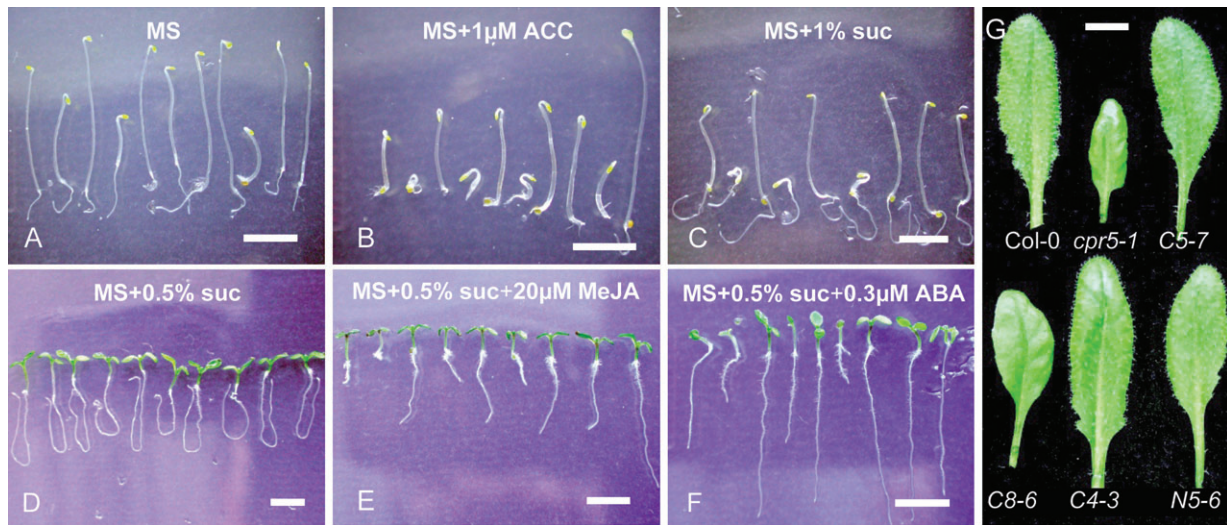 MS
MS+1µM ACC
MS+1% suc
G
A
B
C
Col-0 cpr5-1 C5-7
MS+0.5% suc
MS+0.5% suc+20µM MeJA
MS+0.5% suc+0.3µM ABA
D
E
F
C8-6 C4-3 N5-6